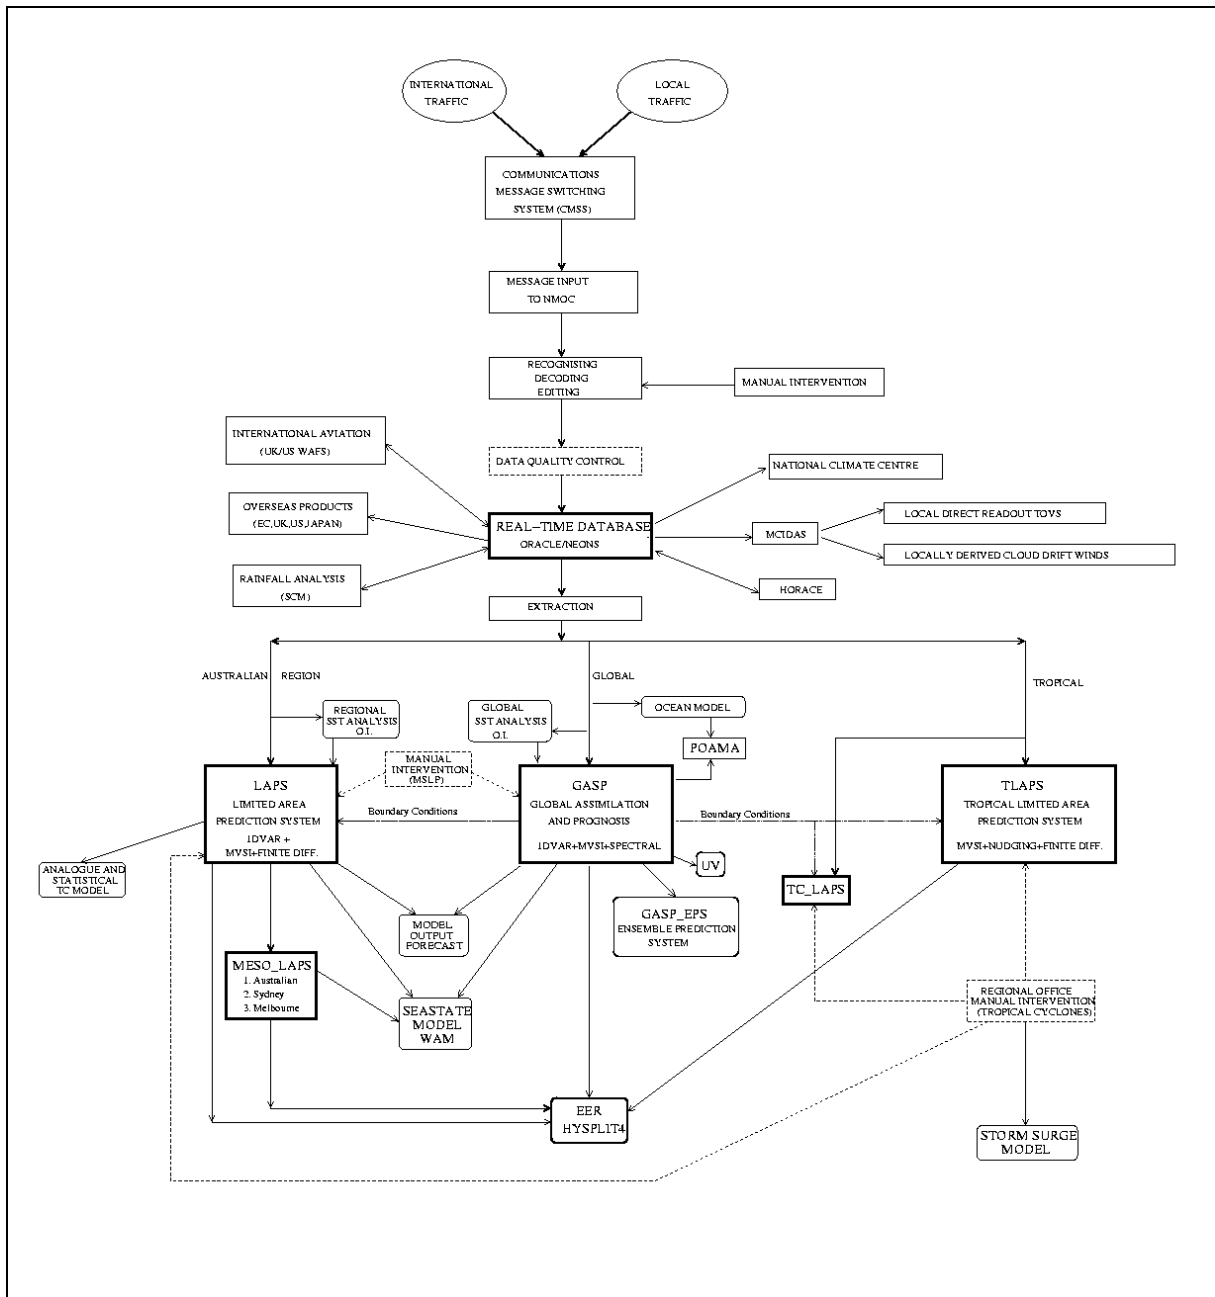 INTERNATIONAL
TRAFFIC
LOCAL
TRAFFIC
COMMUNICATIONS
MESSAGE SWITCHING
SYSTEM (CMSS)
MESSAGE INPUT
TO NMOC
RECOGNISING
DECODING
EDITING
MANUAL INTERVENTION
INTERNATIONAL AVIATION
(UK/US WAFS)
DATA QUALITY CONTROL
NATIONAL CLIMATE CENTRE
OVERSEAS PRODUCTS
(EC,UK,US,JAPAN)
REAL-TIME DATABASE
ORACLE/NEONS
MCIDAS
LOCAL DIRECT READOUT TOVS
LOCALLY DERIVED CLOUD DRIFT WINDS
RAINFALL ANALYSIS
(SCM)
HORACE
EXTRACTION
AUSTRALIAN REGION
GLOBAL
TROPICAL
REGIONAL
SST ANALYSIS
O.I.
GLOBAL
SST ANALYSIS
O.I.
OCEAN MODEL
POAMA
MANUAL
INTERVENTION
(MSLP)
LAPS
LIMITED AREA
PREDICTION SYSTEM
1DVAR +
MVSI+FINITE DIFF.
Boundary Conditions
GASP
GLOBAL ASSIMILATION
AND PROGNOSIS
1DVAR+MVSI+SPECTRAL
Boundary Conditions
TLAPS
TROPICAL LIMITED AREA
PREDICTION SYSTEM
MVSI+NUDGING+FINITE DIFF.
ANALOGUE AND
STATISTICAL
TC MODEL
UV
TC_LAPS
MODEL
OUTPUT
FORECAST
GASP_EPS
ENSEMBLE PREDICTION
SYSTEM
MESO_LAPS
1. Australian
2. Sydney
3. Melbourne
SEASTATE
MODEL
WAM
REGIONAL OFFICE
MANUAL INTERVENTION
(TROPICAL CYCLONES)
EER
HYSPLIT4
STORM SURGE
MODEL